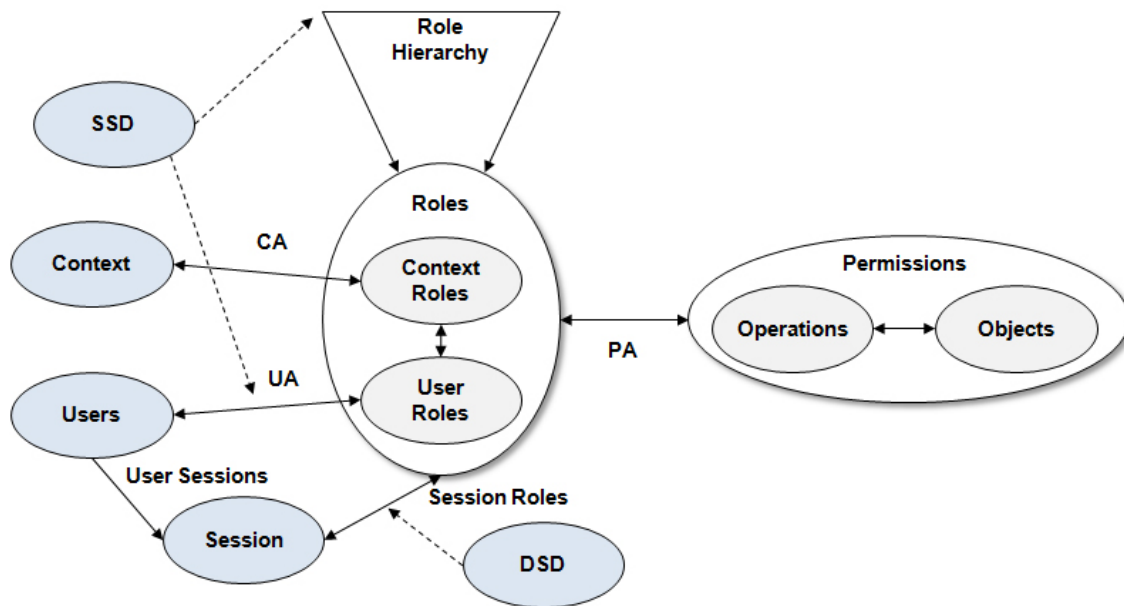 Role
Hierarchy
SSD
Roles
CA
Context
Context
Roles
Permissions
Operations
Objects
PA
UA
User
Roles
Users
User Sessions
Session Roles
Session
DSD